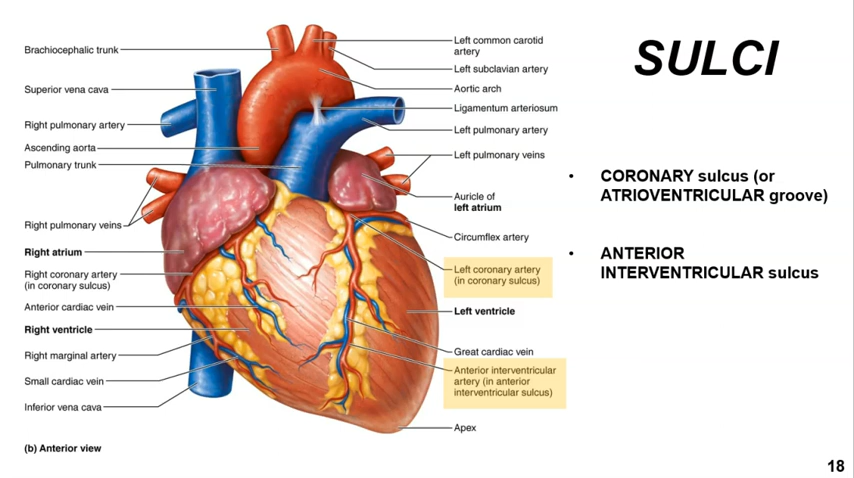 SULCI
Brachiocephalic trunk
Superior vena cava
Right pulmonary artery
Ascending aorta
Pulmonary trunk
Right pulmonary veins
Right atrium
Right coronary artery
(in coronary sulcus)
Anterior cardiac vein
Right ventricle
Right marginal artery
Small cardiac vein
Inferior vena cava
(b) Anterior view
Left common carotid
artery
Left subclavian artery
Aortic arch
Ligamentum arteriosum
Left pulmonary artery
Left pulmonary veins
Auricle of
left atrium
Circumflex artery
Left coronary artery
(in coronary sulcus)
Left ventricle
Great cardiac vein
Anterior interventricular
artery (in anterior
interventricular sulcus)
Apex
• CORONARY sulcus (or
ATRIOVENTRICULAR groove)
• ANTERIOR
INTERVENTRICULAR sulcus
18